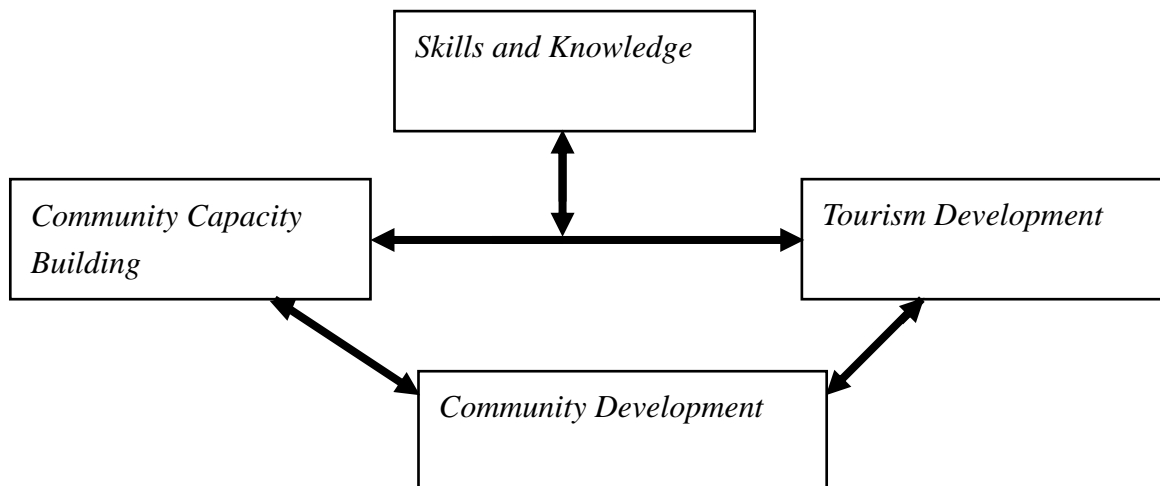 Skills and Knowledge
Community Capacity
Building
Tourism Development
Community Development